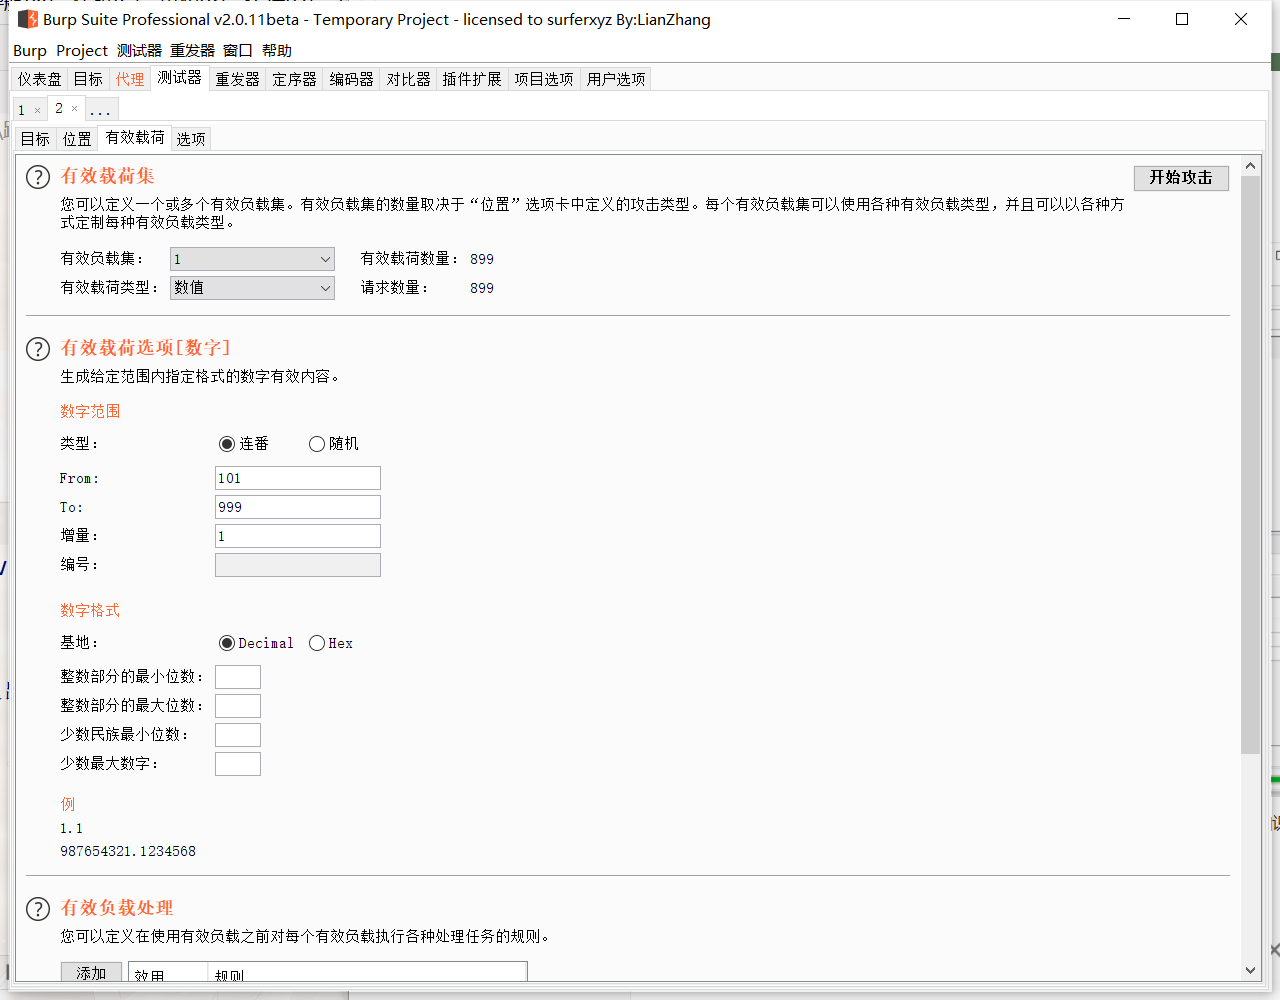 Burp Suite Professional v2.0.11beta - Temporary Project - licensed to surferxyz By:LianZhang
Burp Project 测试器 重发器 窗口 帮助
仪表盘 目标 代理 测试器 重发器 定序器 编码器 对比器 插件扩展 项目选项 用户选项
1 × 2 × ...
目标 位置 有效载荷 选项
? 有效载荷集 开始攻击
您可以定义一个或多个有效负载集。有效负载集的数量取决于“位置”选项卡中定义的攻击类型。每个有效负载集可以使用各种有效负载类型，并且可以以各种方
式定制每种有效负载类型。
有效负载集： 1 有效载荷数量： 899
有效载荷类型： 数值 请求数量： 899
? 有效载荷选项[数字]
生成给定范围内指定格式的数字有效内容。
数字范围
类型： 连番 随机
From: 101
To: 999
增量： 1
编号：
数字格式
基地： Decimal Hex
整数部分的最小位数：
整数部分的最大位数：
少数民族最小位数：
少数最大数字：
例
1.1
987654321.1234568
? 有效负载处理
您可以定义在使用有效负载之前对每个有效负载执行各种处理任务的规则。
添加 效用 规则